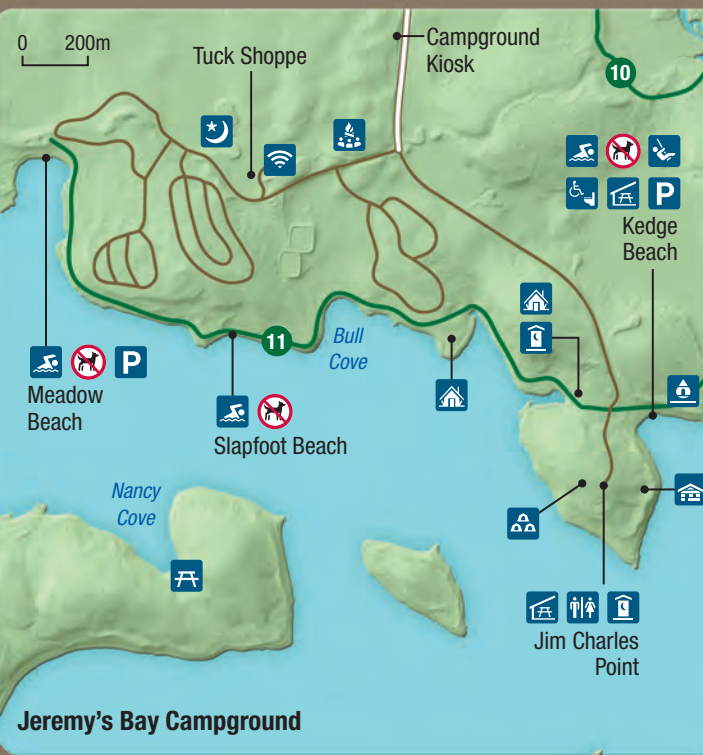 0 200m
Tuck Shoppe
Campground
Kiosk
10
P
Kedge
Beach
11
Bull
Cove
P
Meadow
Beach
Slapfoot Beach
Nancy
Cove
Jim Charles
Point
Jeremy's Bay Campground